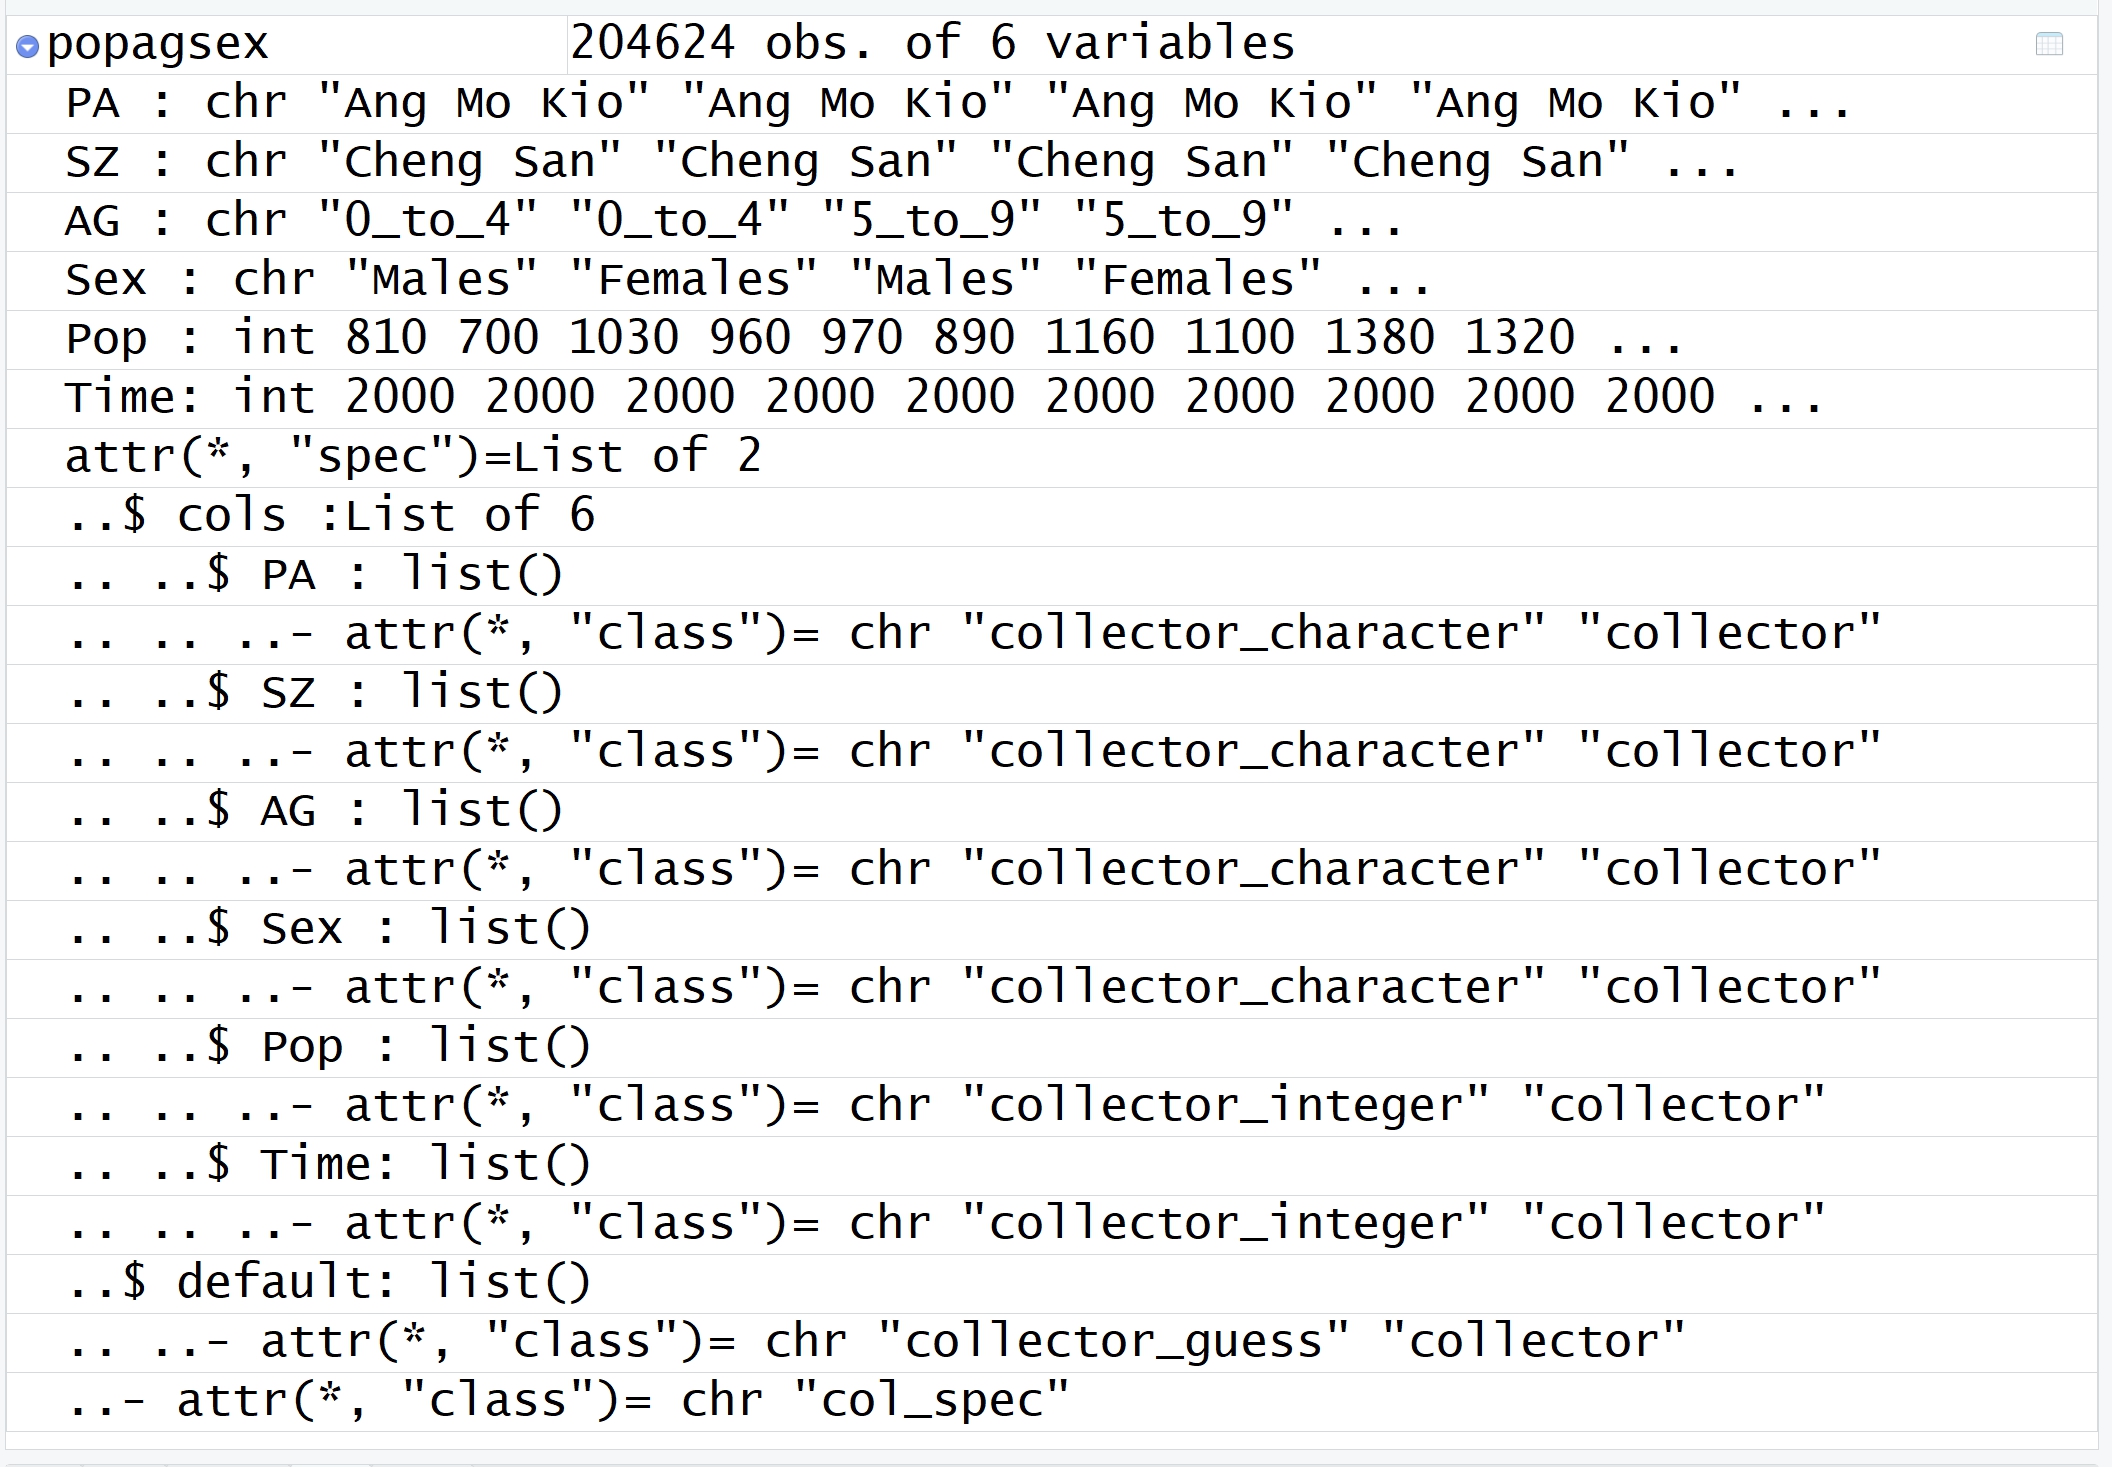 popagsex 204624 obs. of 6 variables
PA : chr "Ang Mo Kio" "Ang Mo Kio" "Ang Mo Kio" "Ang Mo Kio" ...
SZ : chr "Cheng San" "Cheng San" "Cheng San" "Cheng San" ...
AG : chr "0_to_4" "0_to_4" "5_to_9" "5_to_9" ...
Sex : chr "Males" "Females" "Males" "Females" ...
Pop : int 810 700 1030 960 970 890 1160 1100 1380 1320 ...
Time: int 2000 2000 2000 2000 2000 2000 2000 2000 2000 2000 ...
attr(*, "spec")=List of 2
..$ cols :List of 6
.. ..$ PA : list()
.. .. ..- attr(*, "class")= chr "collector_character" "collector"
.. ..$ SZ : list()
.. .. ..- attr(*, "class")= chr "collector_character" "collector"
.. ..$ AG : list()
.. .. ..- attr(*, "class")= chr "collector_character" "collector"
.. ..$ Sex : list()
.. .. ..- attr(*, "class")= chr "collector_character" "collector"
.. ..$ Pop : list()
.. .. ..- attr(*, "class")= chr "collector_integer" "collector"
.. ..$ Time: list()
.. .. ..- attr(*, "class")= chr "collector_integer" "collector"
..$ default: list()
.. ..- attr(*, "class")= chr "collector_guess" "collector"
..- attr(*, "class")= chr "col_spec"